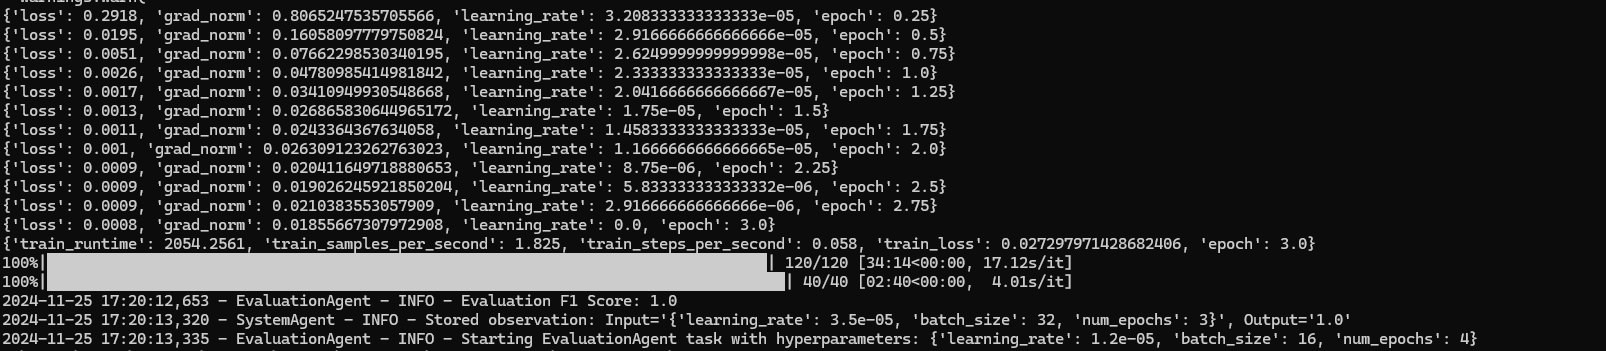 {'loss': 0.2918, 'grad_norm': 0.8065247535705566, 'learning_rate': 3.208333333333333e-05, 'epoch': 0.25}
{'loss': 0.0195, 'grad_norm': 0.16058097779750824, 'learning_rate': 2.9166666666666666e-05, 'epoch': 0.5}
{'loss': 0.0051, 'grad_norm': 0.07662298530340195, 'learning_rate': 2.6249999999999998e-05, 'epoch': 0.75}
{'loss': 0.0026, 'grad_norm': 0.04780985414981842, 'learning_rate': 2.333333333333333e-05, 'epoch': 1.0}
{'loss': 0.0017, 'grad_norm': 0.03410949930548668, 'learning_rate': 2.0416666666666667e-05, 'epoch': 1.25}
{'loss': 0.0013, 'grad_norm': 0.026865830644965172, 'learning_rate': 1.75e-05, 'epoch': 1.5}
{'loss': 0.0011, 'grad_norm': 0.0243364367634058, 'learning_rate': 1.4583333333333333e-05, 'epoch': 1.75}
{'loss': 0.001, 'grad_norm': 0.026309123262763023, 'learning_rate': 1.1666666666666665e-05, 'epoch': 2.0}
{'loss': 0.0009, 'grad_norm': 0.020411649718880653, 'learning_rate': 8.75e-06, 'epoch': 2.25}
{'loss': 0.0009, 'grad_norm': 0.019026245921850204, 'learning_rate': 5.833333333333332e-06, 'epoch': 2.5}
{'loss': 0.0009, 'grad_norm': 0.0210383553057909, 'learning_rate': 2.916666666666666e-06, 'epoch': 2.75}
{'loss': 0.0008, 'grad_norm': 0.01855667307972908, 'learning_rate': 0.0, 'epoch': 3.0}
{'train_runtime': 2054.2561, 'train_samples_per_second': 1.825, 'train_steps_per_second': 0.058, 'train_loss': 0.027297971428682406, 'epoch': 3.0}
100%| | 120/120 [34:14<00:00, 17.12s/it]
100%| | 40/40 [02:40<00:00, 4.01s/it]
2024-11-25 17:20:12,653 - EvaluationAgent - INFO - Evaluation F1 Score: 1.0
2024-11-25 17:20:13,320 - SystemAgent - INFO - Stored observation: Input='{'learning_rate': 3.5e-05, 'batch_size': 32, 'num_epochs': 3}', Output='1.0'
2024-11-25 17:20:13,335 - EvaluationAgent - INFO - Starting EvaluationAgent task with hyperparameters: {'learning_rate': 1.2e-05, 'batch_size': 16, 'num_epochs': 4}